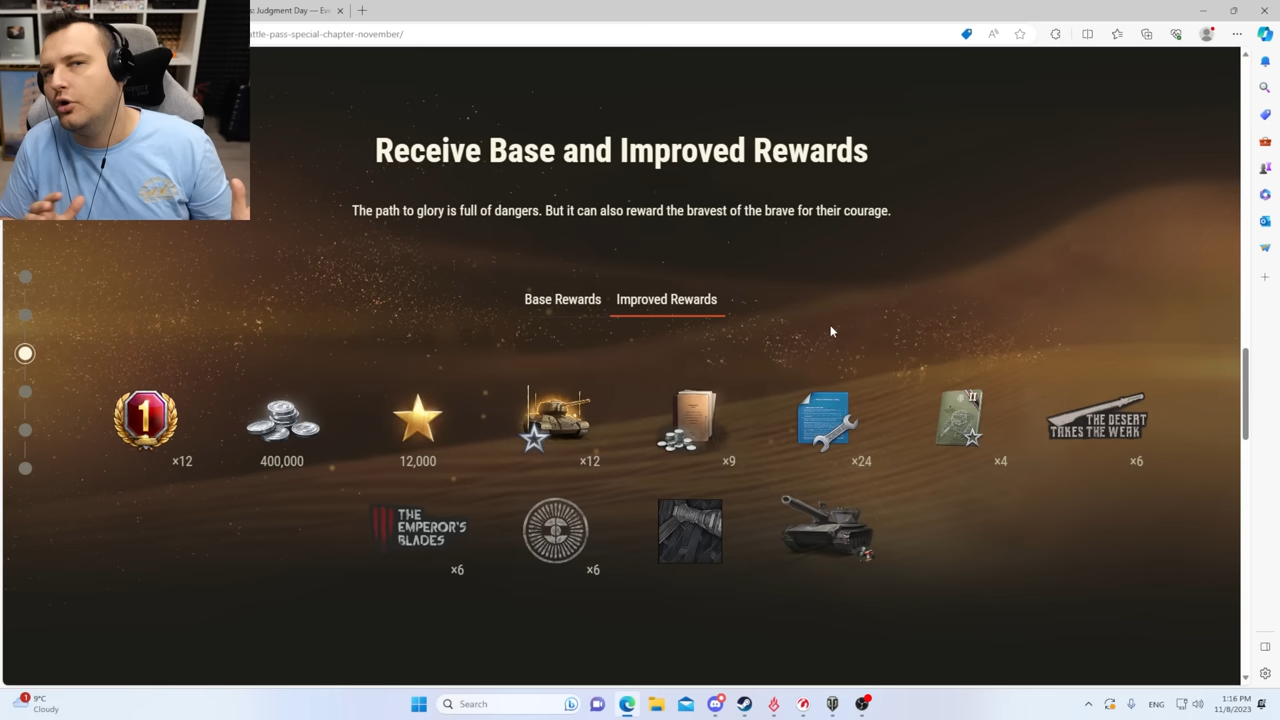 : Judgment Day — Ev
attle-pass-special-chapter-november/
Receive Base and Improved Rewards
The path to glory is full of dangers. But it can also reward the bravest of the brave for their courage.
Base Rewards Improved Rewards
1
II
THE DESERT
TAKES THE WEAK
×12 400,000 12,000 ×12 ×9 ×24 ×4 ×6
THE
EMPEROR'S
BLADES
×6 ×6
1
9°C
Cloudy
Search
ENG
1:16 PM
11/8/2023